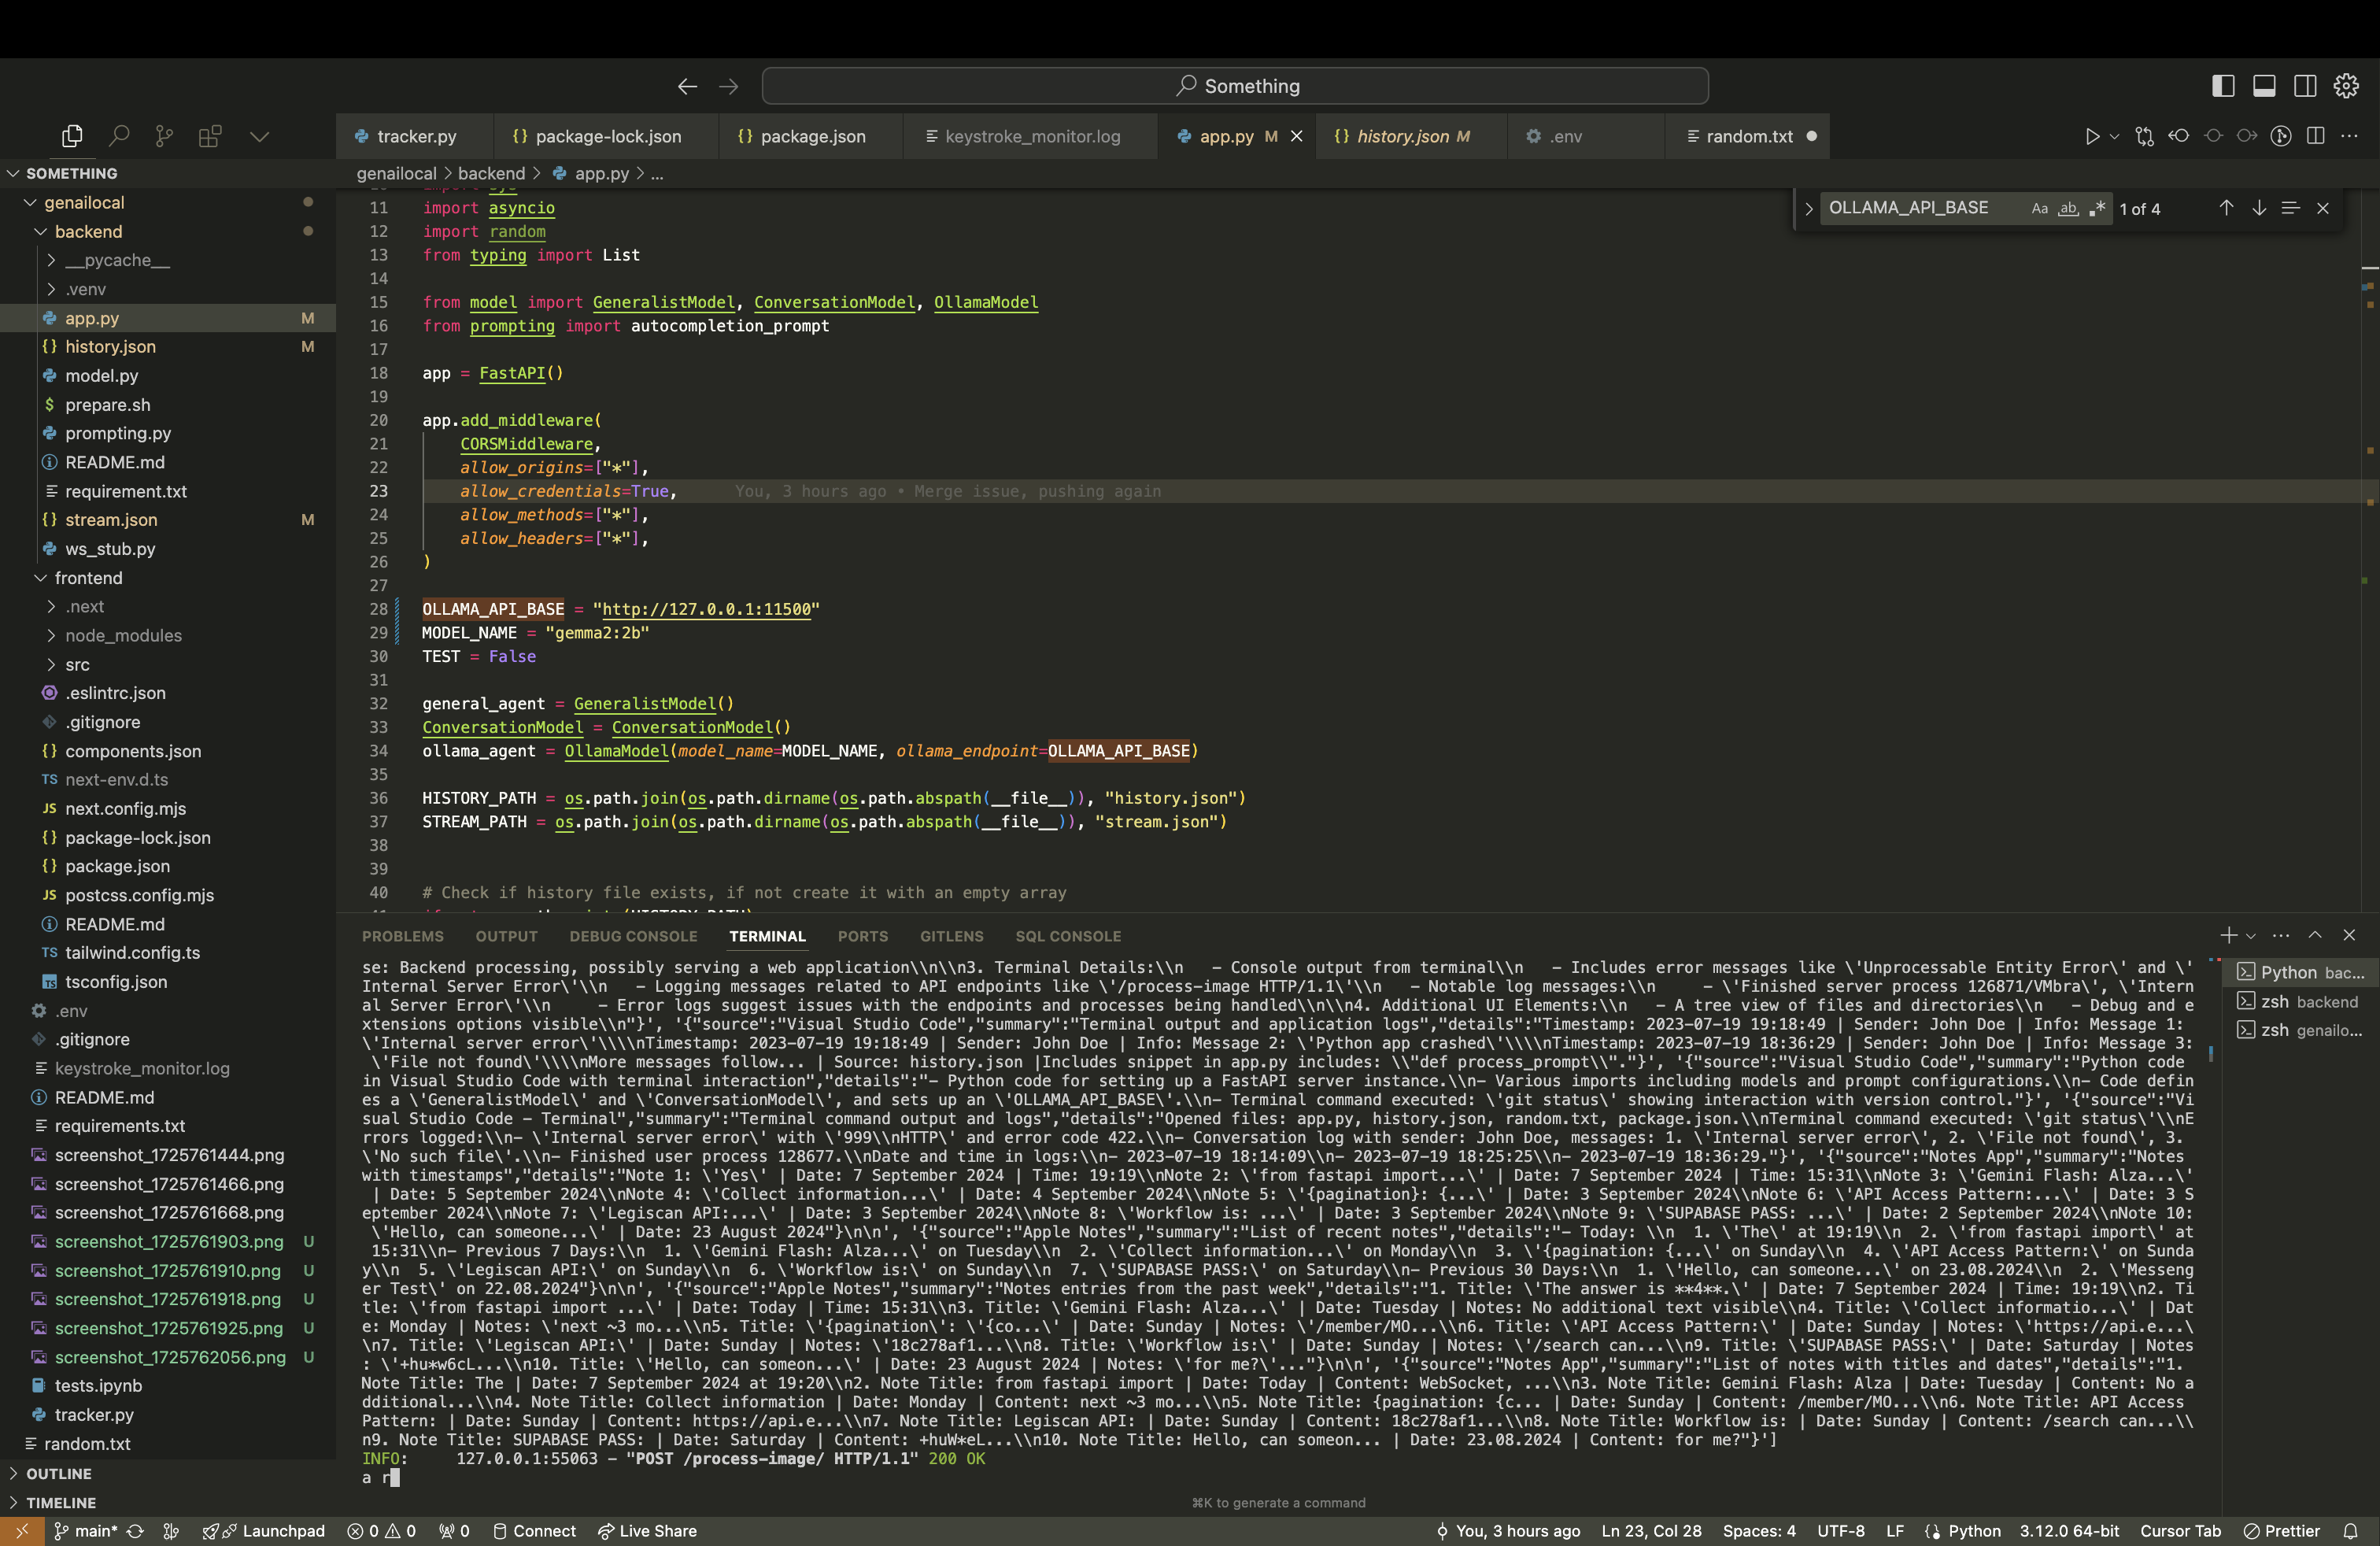 Something
tracker.py
package-lock.json
package.json
keystroke_monitor.log
app.py M
history.json M
.env
random.txt
SOMETHING
genailocal
backend
__pycache__
.venv
app.py M
history.json M
model.py
prepare.sh
prompting.py
README.md
requirement.txt
stream.json M
ws_stub.py
frontend
.next
node_modules
src
.eslintrc.json
.gitignore
components.json
next-env.d.ts
next.config.mjs
package-lock.json
package.json
postcss.config.mjs
README.md
tailwind.config.ts
tsconfig.json
.env
.gitignore
keystroke_monitor.log
README.md
requirements.txt
screenshot_1725761444.png
screenshot_1725761466.png
screenshot_1725761668.png
screenshot_1725761903.png U
screenshot_1725761910.png U
screenshot_1725761918.png U
screenshot_1725761925.png U
screenshot_1725762056.png U
tests.ipynb
tracker.py
random.txt
OUTLINE
TIMELINE
genailocal > backend > app.py > ...
OLLAMA_API_BASE Aa ab .* 1 of 4
11 import asyncio
12 import random
13 from typing import List
14
15 from model import GeneralistModel, ConversationModel, OllamaModel
16 from prompting import autocompletion_prompt
17
18 app = FastAPI()
19
20 app.add_middleware(
21     CORSMiddleware,
22     allow_origins=["*"],
23     allow_credentials=True, You, 3 hours ago • Merge issue, pushing again
24     allow_methods=["*"],
25     allow_headers=["*"],
26 )
27
28 OLLAMA_API_BASE = "http://127.0.0.1:11500"
29 MODEL_NAME = "gemma2:2b"
30 TEST = False
31
32 general_agent = GeneralistModel()
33 ConversationModel = ConversationModel()
34 ollama_agent = OllamaModel(model_name=MODEL_NAME, ollama_endpoint=OLLAMA_API_BASE)
35
36 HISTORY_PATH = os.path.join(os.path.dirname(os.path.abspath(__file__)), "history.json")
37 STREAM_PATH = os.path.join(os.path.dirname(os.path.abspath(__file__)), "stream.json")
38
39
40 # Check if history file exists, if not create it with an empty array
PROBLEMS OUTPUT DEBUG CONSOLE TERMINAL PORTS GITLENS SQL CONSOLE
se: Backend processing, possibly serving a web application\\n\\n3. Terminal Details:\\n   - Console output from terminal\\n   - Includes error messages like \'Unprocessable Entity Error\' and \'
Internal Server Error\'\\n   - Logging messages related to API endpoints like \'/process-image HTTP/1.1\'\\n   - Notable log messages:\\n     - \'Finished server process 126871/VMbra\', \'Intern
al Server Error\'\\n     - Error logs suggest issues with the endpoints and processes being handled\\n\\n4. Additional UI Elements:\\n   - A tree view of files and directories\\n   - Debug and e
xtensions options visible\\n"}', '{"source":"Visual Studio Code","summary":"Terminal output and application logs","details":"Timestamp: 2023-07-19 19:18:49 | Sender: John Doe | Info: Message 1:
\'Internal server error\'\\\\nTimestamp: 2023-07-19 19:18:49 | Sender: John Doe | Info: Message 2: \'Python app crashed\'\\\\nTimestamp: 2023-07-19 18:36:29 | Sender: John Doe | Info: Message 3:
\'File not found\'\\\\nMore messages follow... | Source: history.json |Includes snippet in app.py includes: \\"def process_prompt\\"."}', '{"source":"Visual Studio Code","summary":"Python code
in Visual Studio Code with terminal interaction","details":"- Python code for setting up a FastAPI server instance.\\n- Various imports including models and prompt configurations.\\n- Code defin
es a \'GeneralistModel\' and \'ConversationModel\', and sets up an \'OLLAMA_API_BASE\'.\\n- Terminal command executed: \'git status\' showing interaction with version control."}', '{"source":"Vi
sual Studio Code - Terminal","summary":"Terminal command output and logs","details":"Opened files: app.py, history.json, random.txt, package.json.\\nTerminal command executed: \'git status\'\\nE
rrors logged:\\n- \'Internal server error\' with \'999\\nHTTP\' and error code 422.\\n- Conversation log with sender: John Doe, messages: 1. \'Internal server error\', 2. \'File not found\', 3.
\'No such file\'.\\n- Finished user process 128677.\\nDate and time in logs:\\n- 2023-07-19 18:14:09\\n- 2023-07-19 18:25:25\\n- 2023-07-19 18:36:29."}', '{"source":"Notes App","summary":"Notes
with timestamps","details":"Note 1: \'Yes\' | Date: 7 September 2024 | Time: 19:19\\nNote 2: \'from fastapi import...\' | Date: 7 September 2024 | Time: 15:31\\nNote 3: \'Gemini Flash: Alza...\'
| Date: 5 September 2024\\nNote 4: \'Collect information...\' | Date: 4 September 2024\\nNote 5: \'{pagination}: {...\' | Date: 3 September 2024\\nNote 6: \'API Access Pattern:...\' | Date: 3 S
eptember 2024\\nNote 7: \'Legiscan API:...\' | Date: 3 September 2024\\nNote 8: \'Workflow is: ...\' | Date: 3 September 2024\\nNote 9: \'SUPABASE PASS: ...\' | Date: 2 September 2024\\nNote 10:
\'Hello, can someone...\' | Date: 23 August 2024"}\n\n', '{"source":"Apple Notes","summary":"List of recent notes","details":"- Today: \\n  1. \'The\' at 19:19\\n  2. \'from fastapi import\' at
15:31\\n- Previous 7 Days:\\n  1. \'Gemini Flash: Alza...\' on Tuesday\\n  2. \'Collect information...\' on Monday\\n  3. \'{pagination: {...\' on Sunday\\n  4. \'API Access Pattern:\' on Sunda
y\\n  5. \'Legiscan API:\' on Sunday\\n  6. \'Workflow is:\' on Sunday\\n  7. \'SUPABASE PASS:\' on Saturday\\n- Previous 30 Days:\\n  1. \'Hello, can someone...\' on 23.08.2024\\n  2. \'Messeng
er Test\' on 22.08.2024"}\n\n', '{"source":"Apple Notes","summary":"Notes entries from the past week","details":"1. Title: \'The answer is **4**.\' | Date: 7 September 2024 | Time: 19:19\\n2. Ti
tle: \'from fastapi import ...\' | Date: Today | Time: 15:31\\n3. Title: \'Gemini Flash: Alza...\' | Date: Tuesday | Notes: No additional text visible\\n4. Title: \'Collect informatio...\' | Dat
e: Monday | Notes: \'next ~3 mo...\\n5. Title: \'{pagination\': \'{co...\' | Date: Sunday | Notes: \'/member/MO...\\n6. Title: \'API Access Pattern:\' | Date: Sunday | Notes: \'https://api.e...\
\n7. Title: \'Legiscan API:\' | Date: Sunday | Notes: \'18c278af1...\\n8. Title: \'Workflow is:\' | Date: Sunday | Notes: \'/search can...\\n9. Title: \'SUPABASE PASS:\' | Date: Saturday | Notes
: \'+hu*w6cL...\\n10. Title: \'Hello, can someon...\' | Date: 23 August 2024 | Notes: \'for me?\'..."}\n\n', '{"source":"Notes App","summary":"List of notes with titles and dates","details":"1.
Note Title: The | Date: 7 September 2024 at 19:20\\n2. Note Title: from fastapi import | Date: Today | Content: WebSocket, ...\\n3. Note Title: Gemini Flash: Alza | Date: Tuesday | Content: No a
dditional...\\n4. Note Title: Collect information | Date: Monday | Content: next ~3 mo...\\n5. Note Title: {pagination: {c... | Date: Sunday | Content: /member/MO...\\n6. Note Title: API Access
Pattern: | Date: Sunday | Content: https://api.e...\\n7. Note Title: Legiscan API: | Date: Sunday | Content: 18c278af1...\\n8. Note Title: Workflow is: | Date: Sunday | Content: /search can...\\
n9. Note Title: SUPABASE PASS: | Date: Saturday | Content: +huW*eL...\\n10. Note Title: Hello, can someon... | Date: 23.08.2024 | Content: for me?"}']
INFO:     127.0.0.1:55063 - "POST /process-image/ HTTP/1.1" 200 OK
a r
⌘K to generate a command
Python bac...
zsh backend
zsh genailo...
main* Launchpad 0 0 0 Connect Live Share You, 3 hours ago Ln 23, Col 28 Spaces: 4 UTF-8 LF Python 3.12.0 64-bit Cursor Tab Prettier